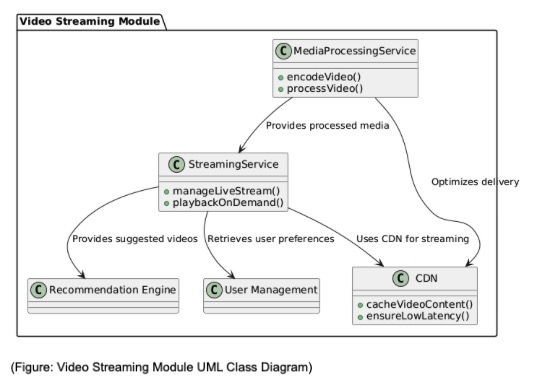 Video Streaming Module
C MediaProcessingService
encodeVideo()
processVideo()
Provides processed media
C StreamingService
manageLiveStream()
playbackOnDemand()
Optimizes delivery
Provides suggested videos
Retrieves user preferences
Uses CDN for streaming
C Recommendation Engine
C User Management
C CDN
cacheVideoContent()
ensureLowLatency()
(Figure: Video Streaming Module UML Class Diagram)